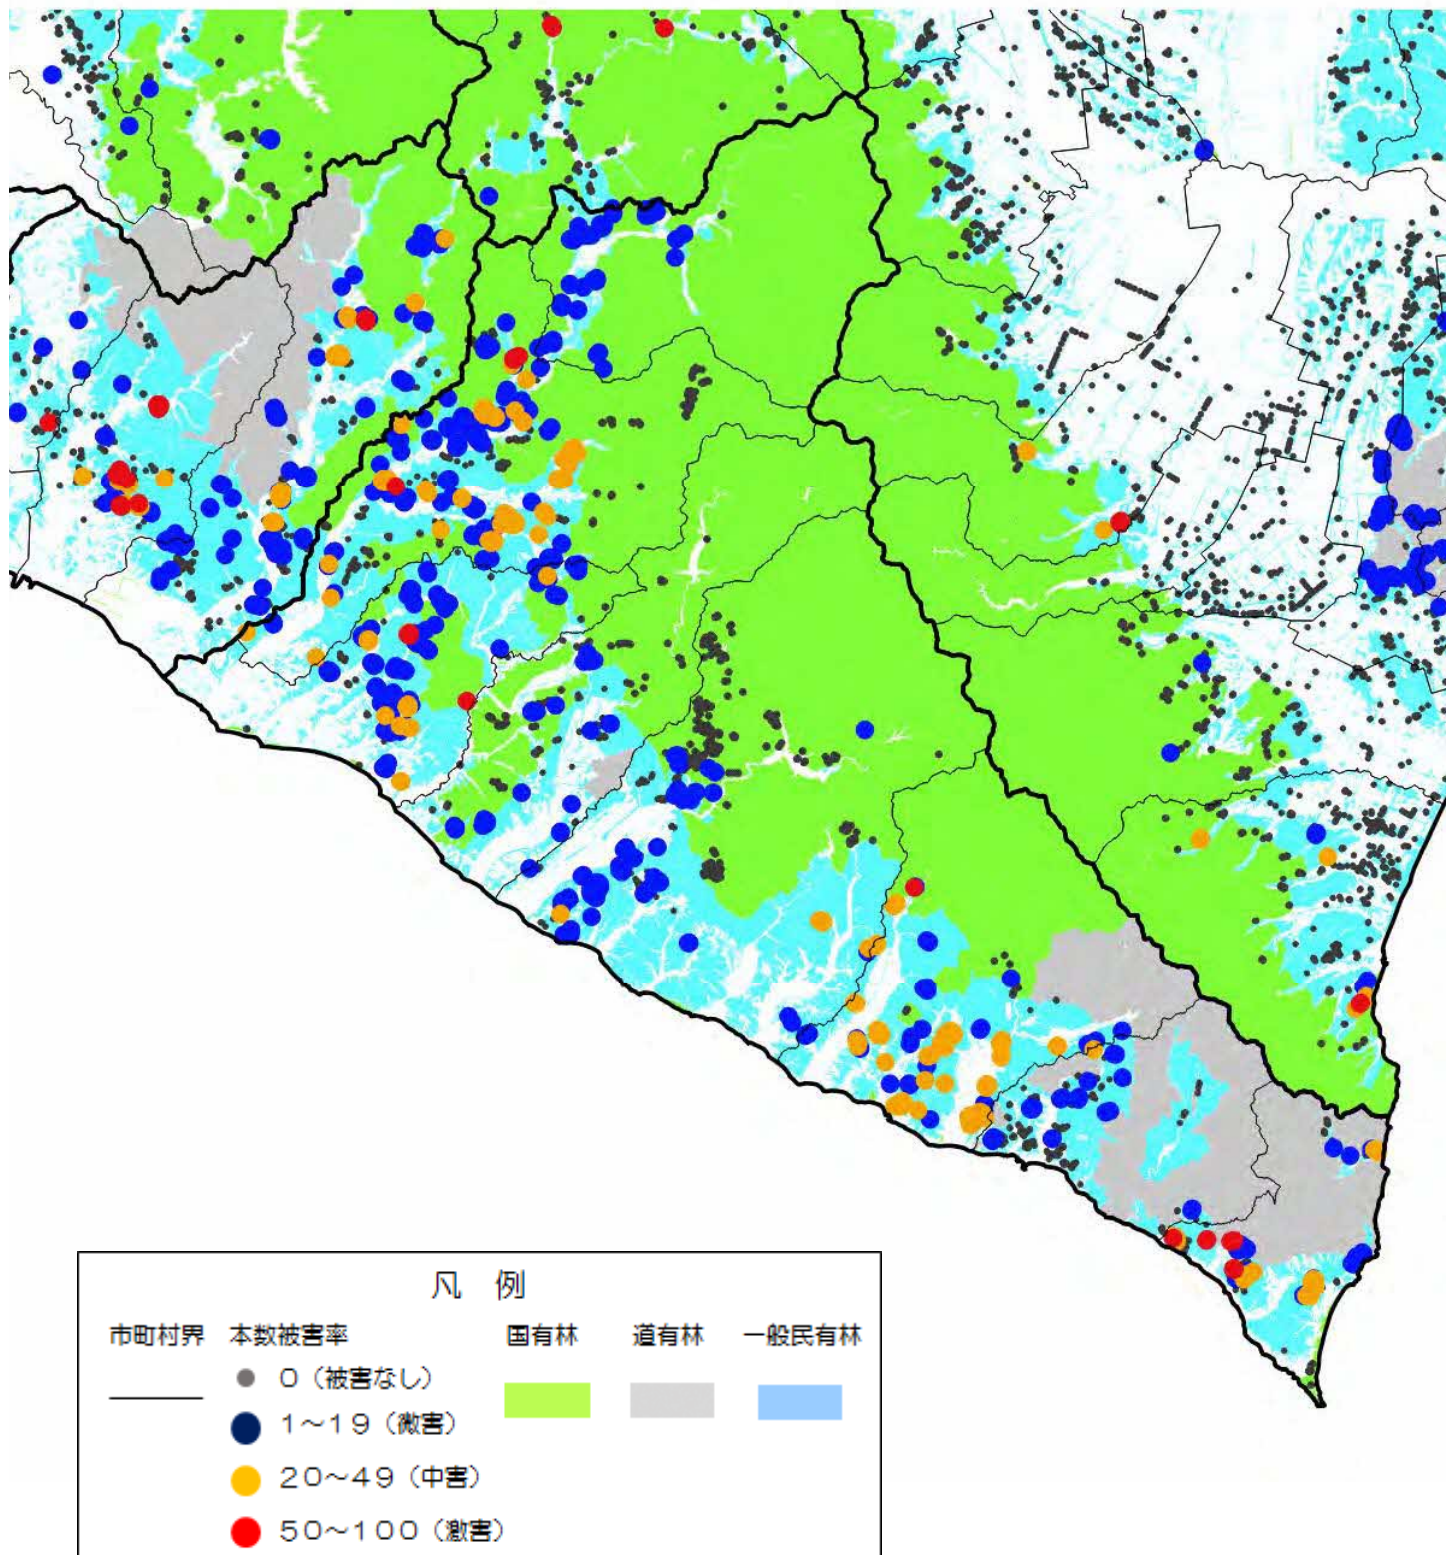 凡 例
市町村界 本数被害率 国有林 道有林 一般民有林
０（被害なし）
１～１９（微害）
２０～４９（中害）
５０～１００（激害）